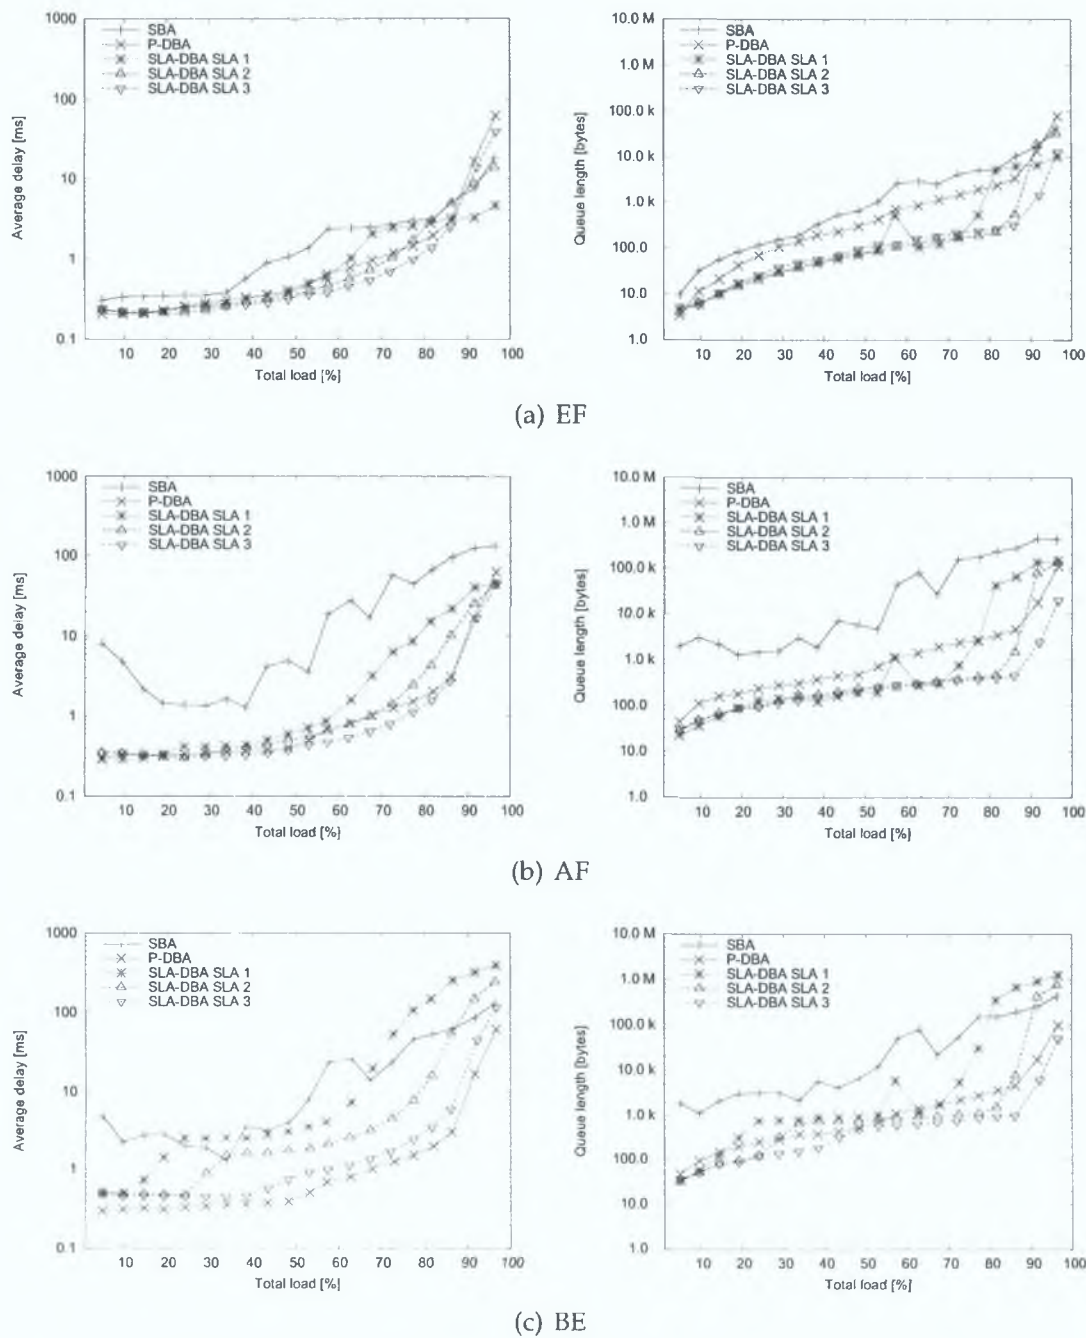 1000
100
10
1
0.1
Average delay [ms]
SBA
P-DBA
SLA-DBA SLA 1
SLA-DBA SLA 2
SLA-DBA SLA 3
10 20 30 40 50 60 70 80 90 100
Total load [%]
10.0 M
1.0 M
100.0 k
10.0 k
1.0 k
100.0
10.0
1.0
Queue length [bytes]
SBA
P-DBA
SLA-DBA SLA 1
SLA-DBA SLA 2
SLA-DBA SLA 3
10 20 30 40 50 60 70 80 90 100
Total load [%]
(a) EF
1000
100
10
1
0.1
Average delay [ms]
SBA
P-DBA
SLA-DBA SLA 1
SLA-DBA SLA 2
SLA-DBA SLA 3
10 20 30 40 50 60 70 80 90 100
Total load [%]
10.0 M
1.0 M
100.0 k
10.0 k
1.0 k
100.0
10.0
1.0
Queue length [bytes]
SBA
P-DBA
SLA-DBA SLA 1
SLA-DBA SLA 2
SLA-DBA SLA 3
10 20 30 40 50 60 70 80 90 100
Total load [%]
(b) AF
1000
100
10
1
0.1
Average delay [ms]
SBA
P-DBA
SLA-DBA SLA 1
SLA-DBA SLA 2
SLA-DBA SLA 3
10 20 30 40 50 60 70 80 90 100
Total load [%]
10.0 M
1.0 M
100.0 k
10.0 k
1.0 k
100.0
10.0
1.0
Queue length [bytes]
SBA
P-DBA
SLA-DBA SLA 1
SLA-DBA SLA 2
SLA-DBA SLA 3
10 20 30 40 50 60 70 80 90 100
Total load [%]
(c) BE